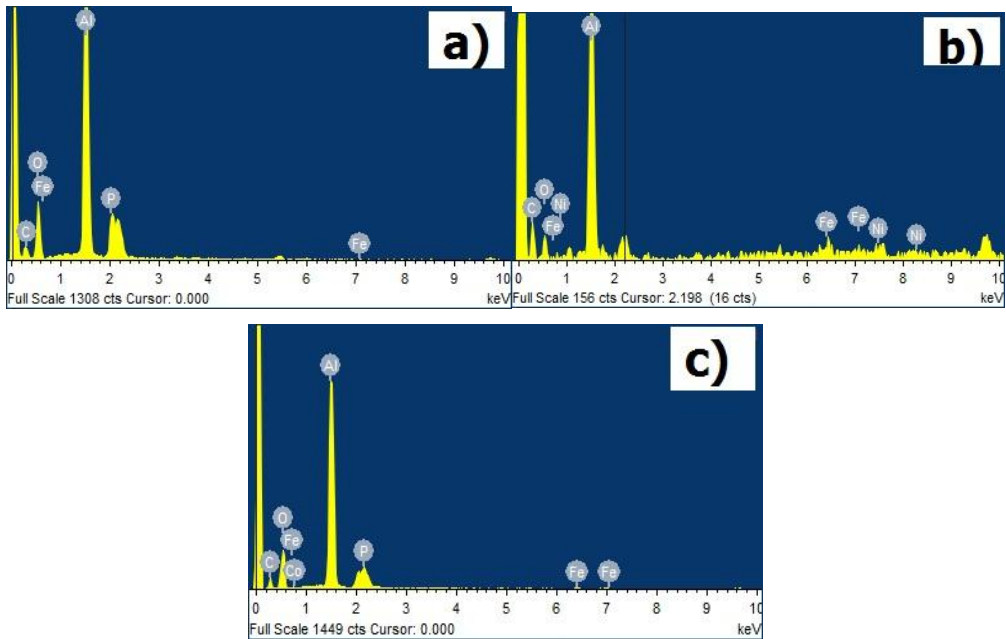 a)
Al
O
Fe
P
C
Fe
0 1 2 3 4 5 6 7 8 9 10
Full Scale 1308 cts Cursor: 0.000 keV
b)
Al
O
Ni
C
Fe
Fe
Fe
Ni
Ni
0 1 2 3 4 5 6 7 8 9 10
Full Scale 156 cts Cursor: 2.198 (16 cts) keV
c)
Al
O
Fe
P
C
Co
Fe
Fe
0 1 2 3 4 5 6 7 8 9 10
Full Scale 1449 cts Cursor: 0.000 keV